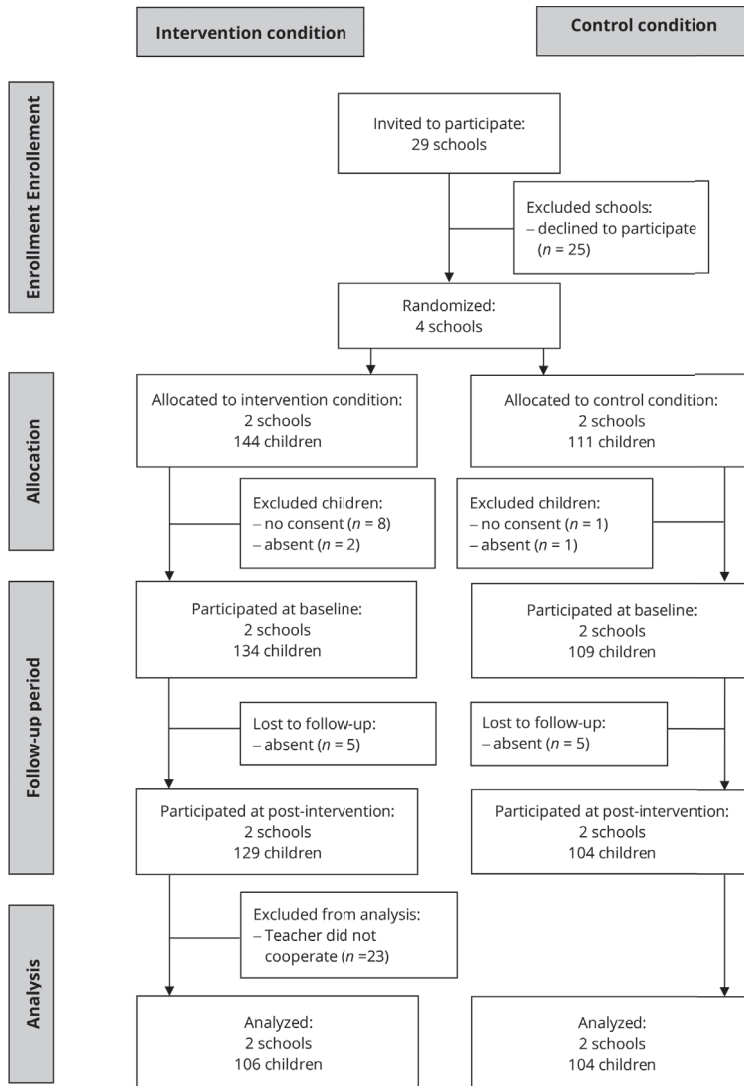 Intervention condition
Control condition
Enrollment Enrollement
Invited to participate:
29 schools
Excluded schools:
– declined to participate
(n = 25)
Randomized:
4 schools
Allocation
Allocated to intervention condition:
2 schools
144 children
Allocated to control condition:
2 schools
111 children
Excluded children:
– no consent (n = 8)
– absent (n = 2)
Excluded children:
– no consent (n = 1)
– absent (n = 1)
Follow-up period
Participated at baseline:
2 schools
134 children
Participated at baseline:
2 schools
109 children
Lost to follow-up:
– absent (n = 5)
Lost to follow-up:
– absent (n = 5)
Participated at post-intervention:
2 schools
129 children
Participated at post-intervention:
2 schools
104 children
Analysis
Excluded from analysis:
– Teacher did not
cooperate (n =23)
Analyzed:
2 schools
106 children
Analyzed:
2 schools
104 children